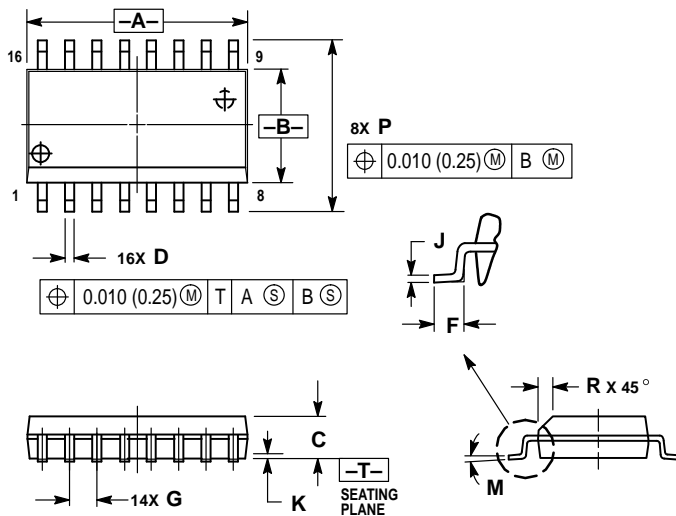 –A–
16
9
–B–
8X P
⌖ 0.010 (0.25) Ⓜ B Ⓜ
1
8
16X D
J
⌖ 0.010 (0.25) Ⓜ T A Ⓢ B Ⓢ
F
R X 45°
C
–T–
M
14X G
K
SEATING
PLANE